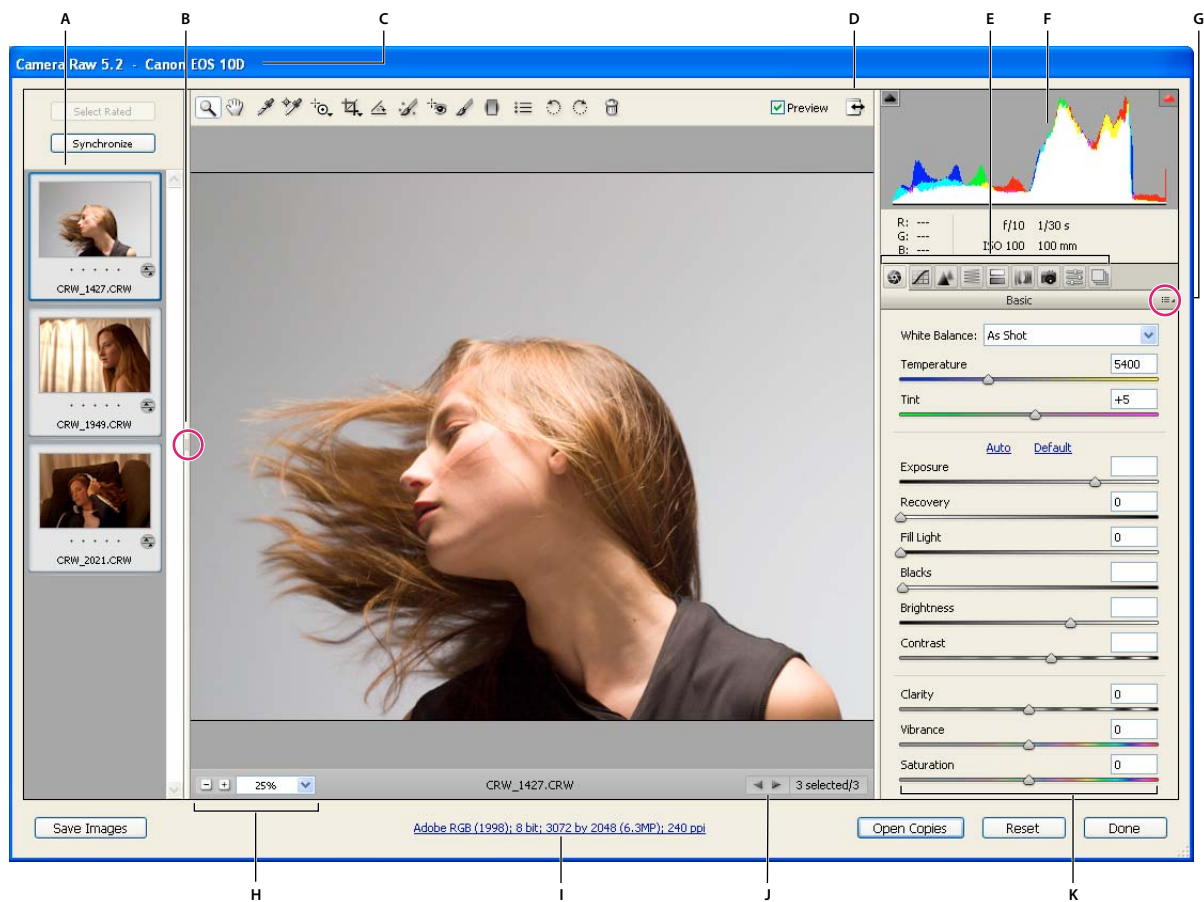 A B C D E F G
Camera Raw 5.2 - Canon EOS 10D
Select Rated
Synchronize
Preview
CRW_1427.CRW
CRW_1949.CRW
CRW_2021.CRW
R: ---
G: ---
B: ---
f/10 1/30 s
ISO 100 100 mm
Basic
White Balance: As Shot
Temperature 5400
Tint +5
Auto Default
Exposure
Recovery 0
Fill Light 0
Blacks
Brightness
Contrast
Clarity 0
Vibrance 0
Saturation 0
25% CRW_1427.CRW 3 selected/3
Save Images
Adobe RGB (1998); 8 bit; 3072 by 2048 (6.3MP); 240 ppi
Open Copies Reset Done
H I J K